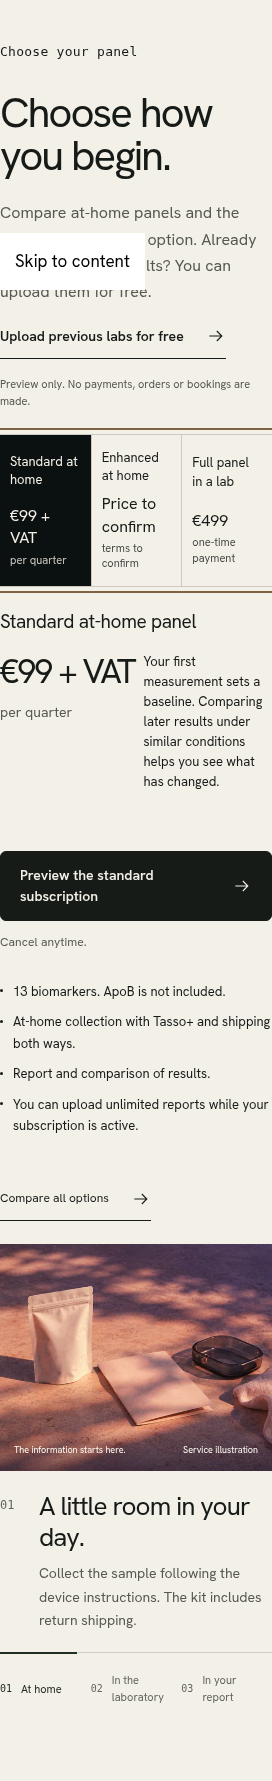 Choose your panel
Choose how
you begin.
Compare at-home panels and the
option. Already
Skip to content
lts? You can
upload them for free.
Upload previous labs for free
Preview only. No payments, orders or bookings are
made.
Standard at
home
€99 +
VAT
per quarter
Enhanced
at home
Price to
confirm
terms to
confirm
Full panel
in a lab
€499
one-time
payment
Standard at-home panel
€99 + VAT
per quarter
Your first
measurement sets a
baseline. Comparing
later results under
similar conditions
helps you see what
has changed.
Preview the standard
subscription
Cancel anytime.
• 13 biomarkers. ApoB is not included.
• At-home collection with Tasso+ and shipping
both ways.
• Report and comparison of results.
• You can upload unlimited reports while your
subscription is active.
Compare all options
The information starts here.
Service illustration
01
A little room in your
day.
Collect the sample following the
device instructions. The kit includes
return shipping.
01 At home
02 In the
laboratory
03 In your
report